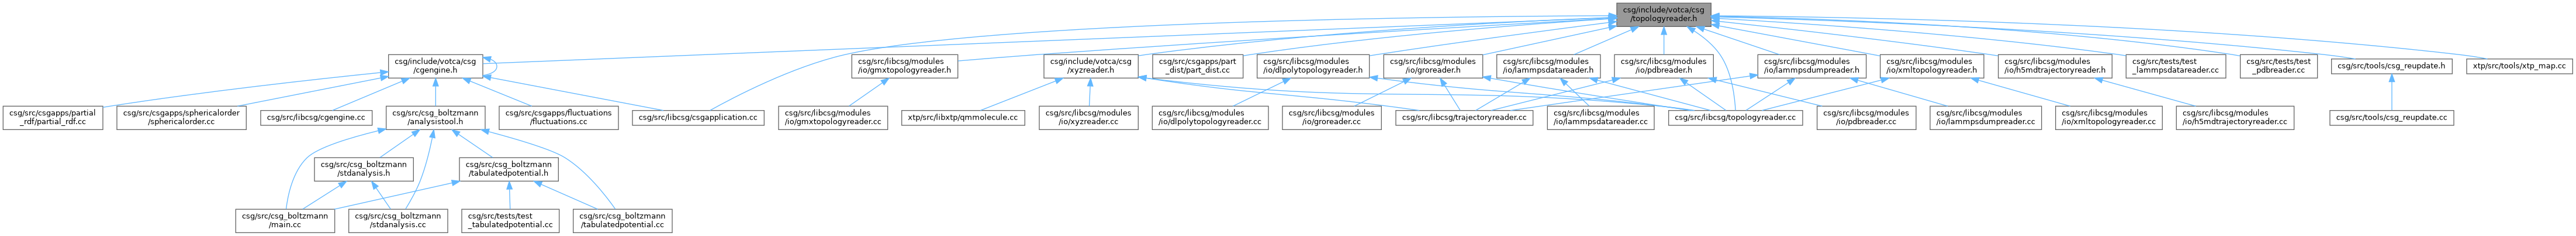 csg/include/votca/csg
/topologyreader.h
csg/include/votca/csg
/cgengine.h
csg/src/libcsg/modules
/io/gmxtopologyreader.h
csg/include/votca/csg
/xyzreader.h
csg/src/csgapps/part
_dist/part_dist.cc
csg/src/libcsg/modules
/io/dlpolytopologyreader.h
csg/src/libcsg/modules
/io/groreader.h
csg/src/libcsg/modules
/io/lammpsdatareader.h
csg/src/libcsg/modules
/io/pdbreader.h
csg/src/libcsg/modules
/io/lammpsdumpreader.h
csg/src/libcsg/modules
/io/xmltopologyreader.h
csg/src/libcsg/modules
/io/h5mdtrajectoryreader.h
csg/src/tests/test
_lammpsdatareader.cc
csg/src/tests/test
_pdbreader.cc
csg/src/tools/csg_reupdate.h
xtp/src/tools/xtp_map.cc
csg/src/csgapps/partial
_rdf/partial_rdf.cc
csg/src/csgapps/sphericalorder
/sphericalorder.cc
csg/src/libcsg/cgengine.cc
csg/src/csg_boltzmann
/analysistool.h
csg/src/csgapps/fluctuations
/fluctuations.cc
csg/src/libcsg/csgapplication.cc
csg/src/libcsg/modules
/io/gmxtopologyreader.cc
xtp/src/libxtp/qmmolecule.cc
csg/src/libcsg/modules
/io/xyzreader.cc
csg/src/libcsg/modules
/io/dlpolytopologyreader.cc
csg/src/libcsg/modules
/io/groreader.cc
csg/src/libcsg/trajectoryreader.cc
csg/src/libcsg/modules
/io/lammpsdatareader.cc
csg/src/libcsg/topologyreader.cc
csg/src/libcsg/modules
/io/pdbreader.cc
csg/src/libcsg/modules
/io/lammpsdumpreader.cc
csg/src/libcsg/modules
/io/xmltopologyreader.cc
csg/src/libcsg/modules
/io/h5mdtrajectoryreader.cc
csg/src/tools/csg_reupdate.cc
csg/src/csg_boltzmann
/stdanalysis.h
csg/src/csg_boltzmann
/tabulatedpotential.h
csg/src/csg_boltzmann
/main.cc
csg/src/csg_boltzmann
/stdanalysis.cc
csg/src/tests/test
_tabulatedpotential.cc
csg/src/csg_boltzmann
/tabulatedpotential.cc